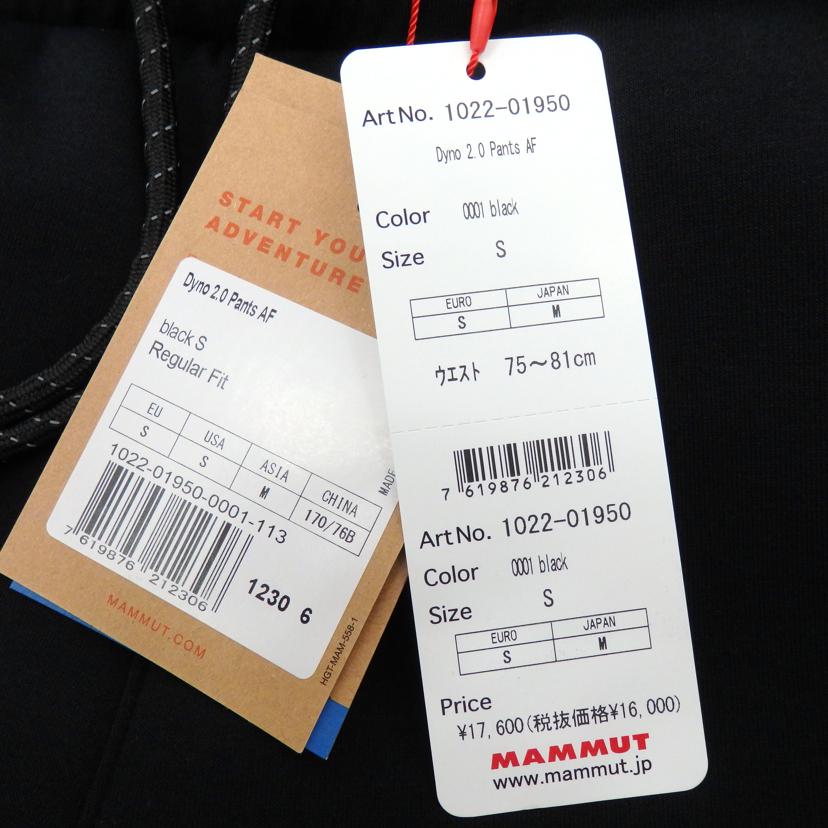 START YOU
ADVENTURE
Dyno 2.0 Pants AF
black S
Regular Fit
EU USA ASIA CHINA
S S M 170/76B
MADE
1022-01950-0001-113
7 619876 212306
1230 6
MAMMUT.COM
HGT-MAM-558-1
Art No. 1022-01950
Dyno 2.0 Pants AF
Color 0001 black
Size S
EURO JAPAN
S M
ウエスト 75～81cm
7 619876 212306
Art No. 1022-01950
Color 0001 black
Size S
EURO JAPAN
S M
Price
¥17,600(税抜価格¥16,000)
MAMMUT
www.mammut.jp